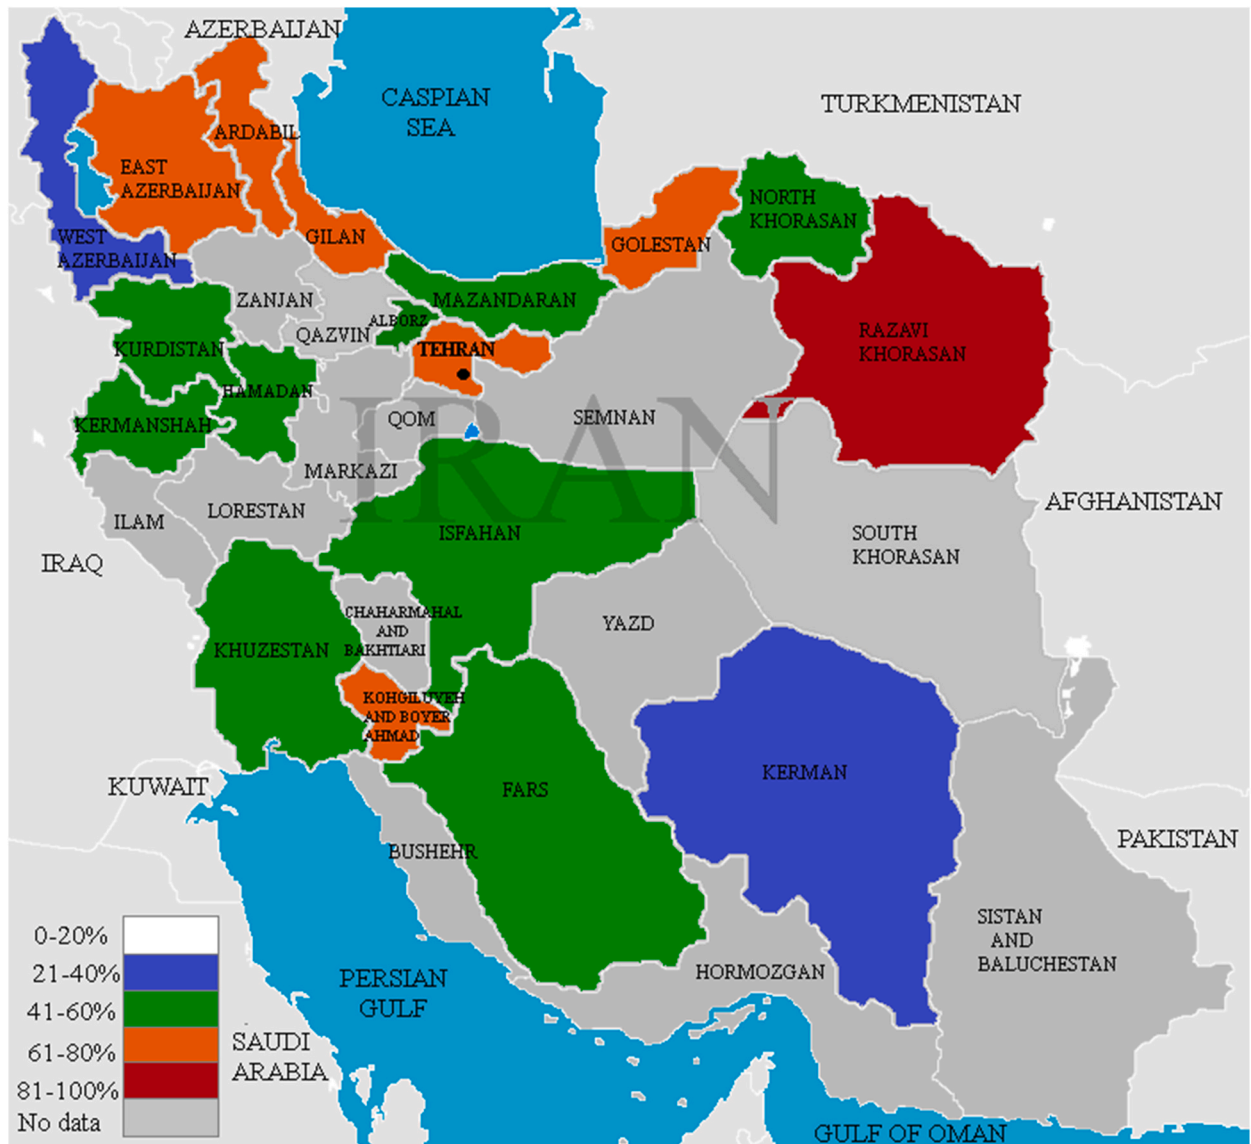 AZERBAIJAN
CASPIAN
SEA
TURKMENISTAN
ARDABIL
EAST
AZERBAIJAN
NORTH
KHORASAN
WEST
AZERBAIJAN
GILAN
GOLESTAN
ZANJAN
MAZANDARAN
QAZVIN
ALBORZ
RAZAVI
KHORASAN
KURDISTAN
TEHRAN
HAMADAN
KERMANSHAH
QOM
SEMNAN
IRAN
MARKAZI
ILAM
LORESTAN
ISFAHAN
SOUTH
KHORASAN
AFGHANISTAN
IRAQ
CHAHARMAHAL
AND
BAKHTIARI
YAZD
KHUZESTAN
KOHGILUYEH
AND BOYER
AHMAD
KUWAIT
FARS
KERMAN
BUSHEHR
PAKISTAN
SISTAN
AND
BALUCHESTAN
HORMOZGAN
PERSIAN
GULF
SAUDI
ARABIA
GULF OF OMAN
0-20%
21-40%
41-60%
61-80%
81-100%
No data